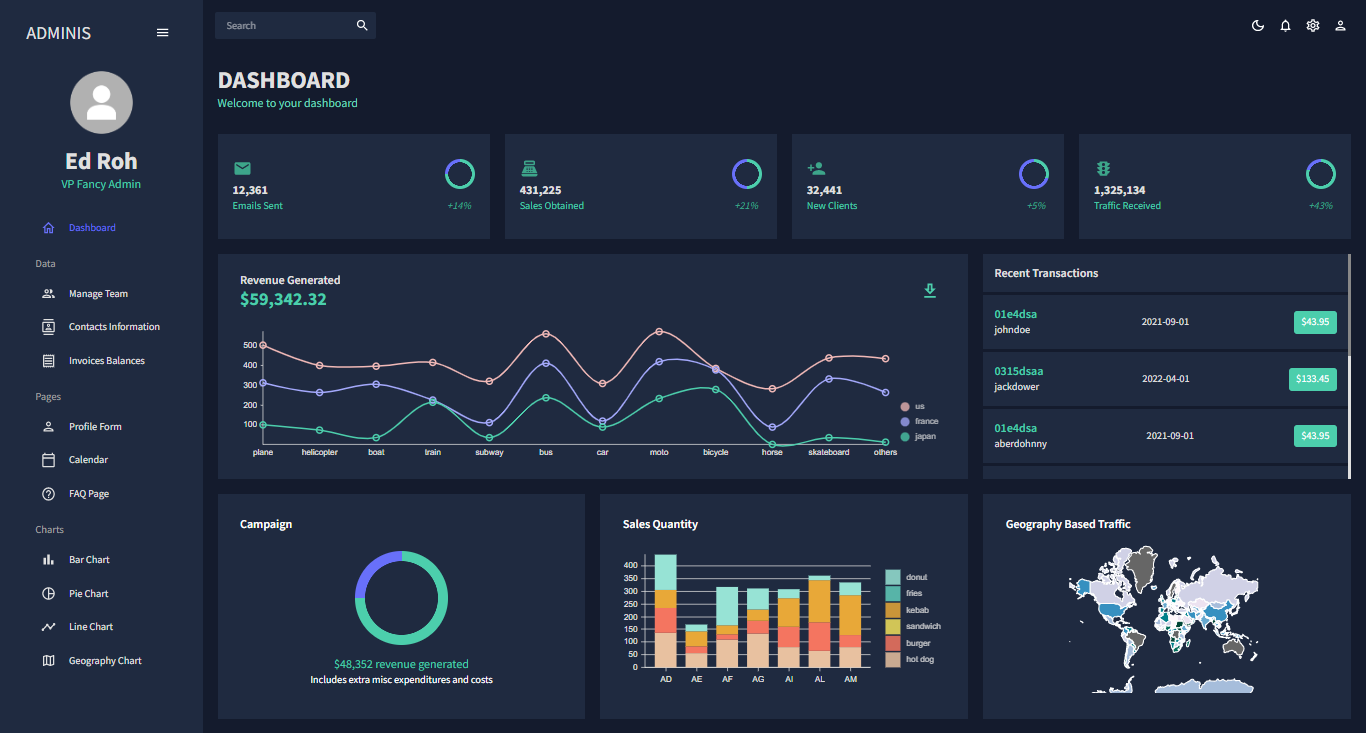 ADMINIS
Ed Roh
VP Fancy Admin
Dashboard
Data
Manage Team
Contacts Information
Invoices Balances
Pages
Profile Form
Calendar
FAQ Page
Charts
Bar Chart
Pie Chart
Line Chart
Geography Chart
Search
DASHBOARD
Welcome to your dashboard
12,361
Emails Sent +14%
431,225
Sales Obtained +21%
32,441
New Clients +5%
1,325,134
Traffic Received +43%
Revenue Generated
$59,342.32
500
400
300
200
100
plane helicopter boat train subway bus car moto bicycle horse skateboard others
us
france
japan
Recent Transactions
01e4dsa
johndoe
2021-09-01
$43.95
0315dsaa
jackdower
2022-04-01
$133.45
01e4dsa
aberdohnny
2021-09-01
$43.95
Campaign
$48,352 revenue generated
Includes extra misc expenditures and costs
Sales Quantity
400
350
300
250
200
150
100
50
0
AD AE AF AG AI AL AM
donut
fries
kebab
sandwich
burger
hot dog
Geography Based Traffic